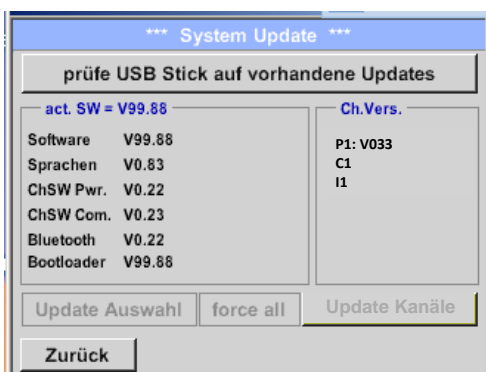 *** System Update ***
prüfe USB Stick auf vorhandene Updates
act. SW = V99.88
Software V99.88
Sprachen V0.83
ChSW Pwr. V0.22
ChSW Com. V0.23
Bluetooth V0.22
Bootloader V99.88
Ch.Vers.
P1: V033
C1
I1
Update Auswahl
force all
Update Kanäle
Zurück